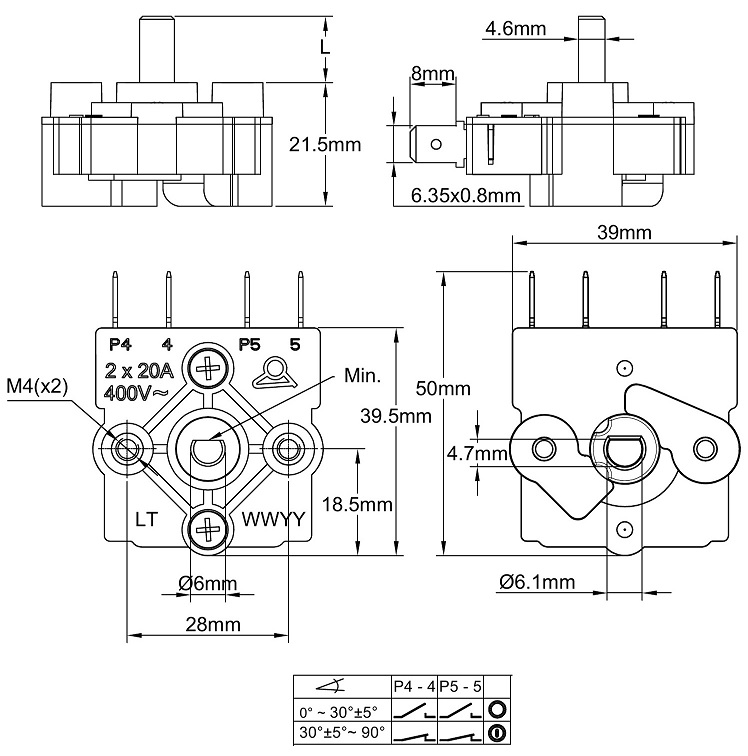 L
21.5mm
4.6mm
8mm
6.35x0.8mm
39mm
P4 4 P5 5
2 x 20A
400V~
M4(x2)
Min.
39.5mm
18.5mm
LT WWYY
Ø6mm
28mm
50mm
4.7mm
Ø6.1mm
P4 - 4 P5 - 5
0° ~ 30°±5°
30°±5°~ 90°